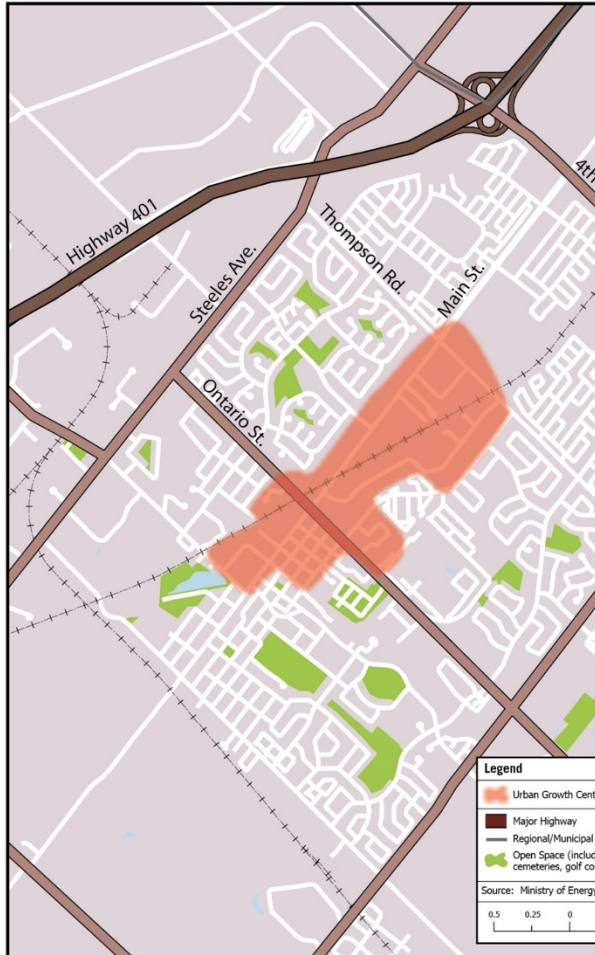 Highway 401
Steeles Ave.
Thompson Rd.
Main St.
4th
Ontario St.
Legend
Urban Growth Cent
Major Highway
Regional/Municipal
Open Space (includ
cemeteries, golf co
Source: Ministry of Energy
0.5 0.25 0